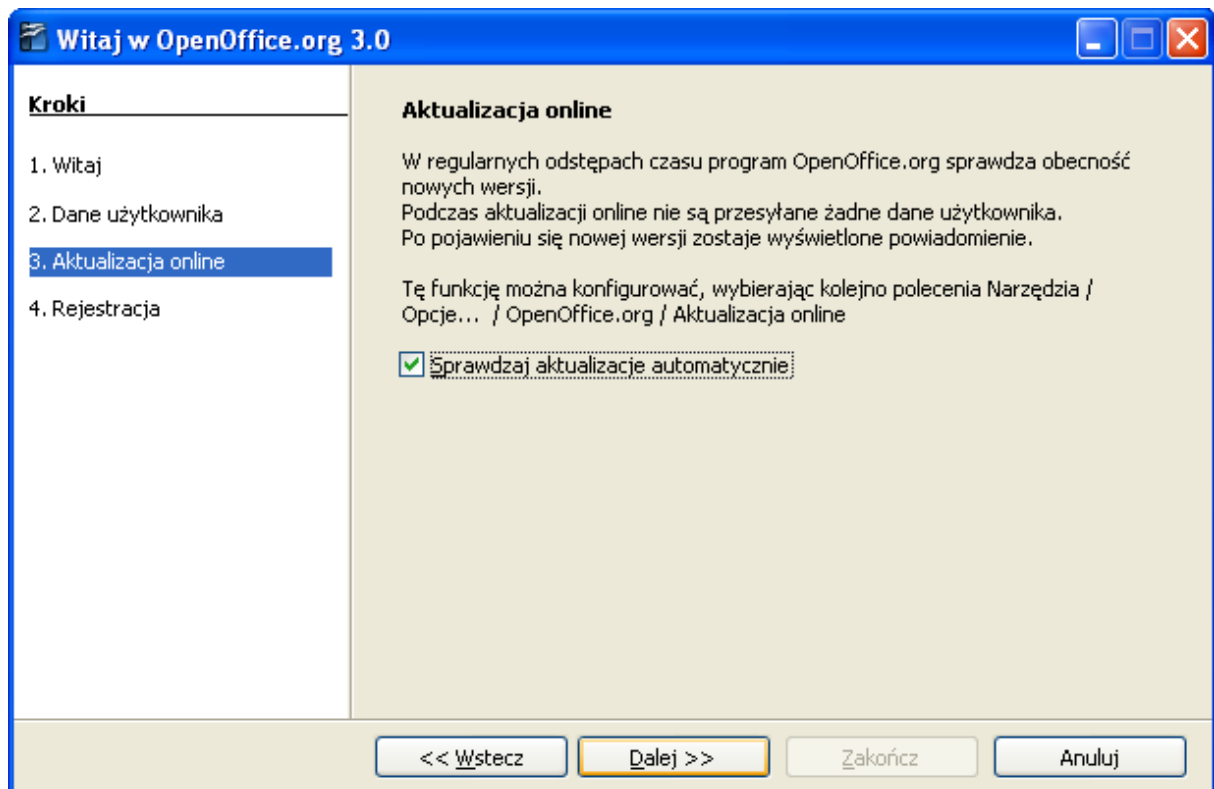 Witaj w OpenOffice.org 3.0
Kroki
1. Witaj
2. Dane użytkownika
3. Aktualizacja online
4. Rejestracja
Aktualizacja online
W regularnych odstępach czasu program OpenOffice.org sprawdza obecność
nowych wersji.
Podczas aktualizacji online nie są przesyłane żadne dane użytkownika.
Po pojawieniu się nowej wersji zostaje wyświetlone powiadomienie.
Tę funkcję można konfigurować, wybierając kolejno polecenia Narzędzia /
Opcje... / OpenOffice.org / Aktualizacja online
Sprawdzaj aktualizacje automatycznie
<< Wstecz
Dalej >>
Zakończ
Anuluj